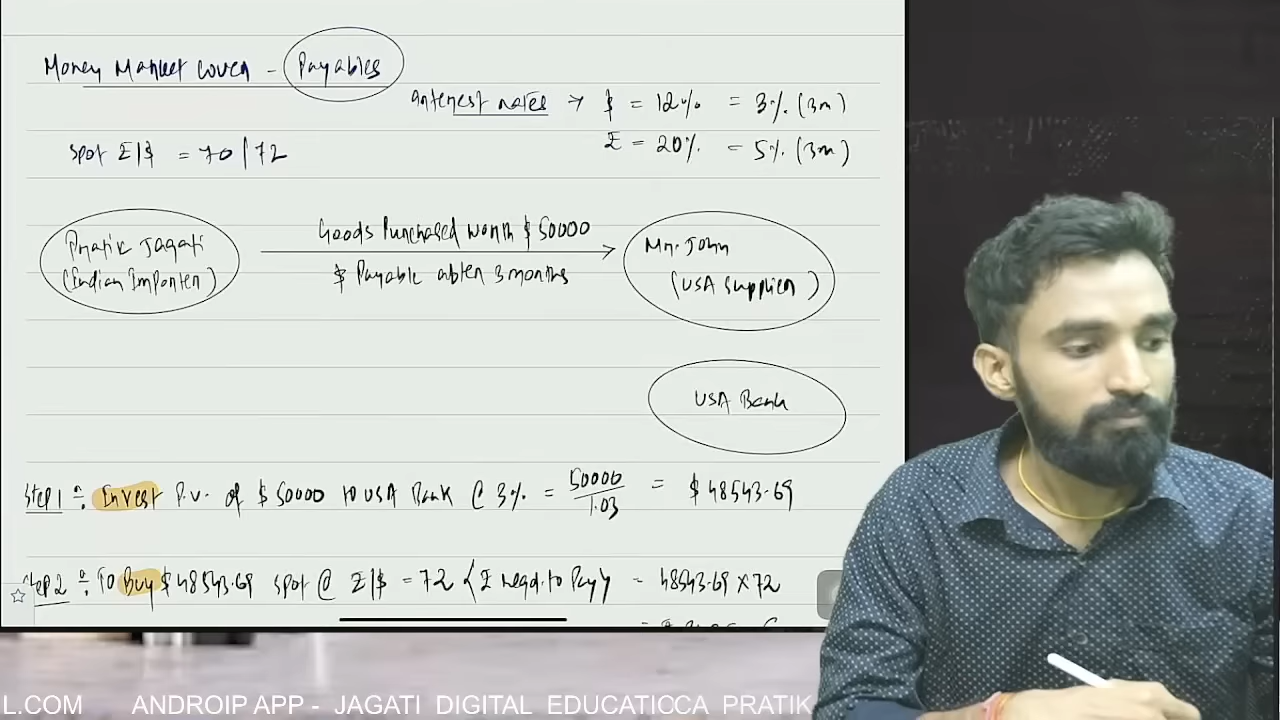 Money Market Cover - Payables
Interest rates → $ = 12% = 3% (3m)
₹ = 20% = 5% (3m)
Spot ₹/$ = 70/72
Pratik Jagati
(Indian Importer)
Goods Purchased worth $ 50000
$ Payable after 3 months
Mr. John
(USA Supplier)
USA Bank
Step 1 :- Invest P.V. of $ 50000 to USA Bank @ 3% = 50000/1.03 = $ 48543.69
Step 2 :- To Buy $ 48543.69 spot @ ₹/$ = 72 {₹ reqd. to Pay} = 48543.69 X 72
L.COM ANDROIP APP - JAGATI DIGITAL EDUCATICCA PRATIK